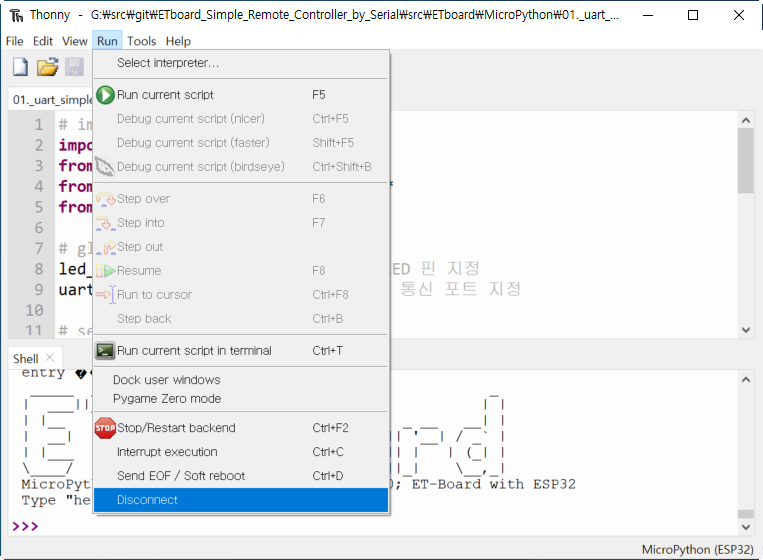 Thonny - G:₩src₩git₩ETboard_Simple_Remote_Controller_by_Serial₩src₩ETboard₩MicroPython₩01._uart_...
File Edit View Run Tools Help
Select interpreter...
Run current script F5
01._uart_simple
Debug current script (nicer) Ctrl+F5
Debug current script (faster) Shift+F5
Debug current script (birdseye) Ctrl+Shift+B
Step over F6
Step into F7
Step out
Resume F8
Run to cursor Ctrl+F8
Step back Ctrl+B
Run current script in terminal Ctrl+T
Dock user windows
Pygame Zero mode
STOP Stop/Restart backend Ctrl+F2
Interrupt execution Ctrl+C
Send EOF / Soft reboot Ctrl+D
Disconnect
1 # im
2 impo
3 from
4 from *
5 from
6
7 # gl
8 led_ ED 핀 지정
9 uart 통신 포트 지정
10
11 # se
Shell
entry
MicroPyt 0; ET-Board with ESP32
Type "he
>>>
MicroPython (ESP32)